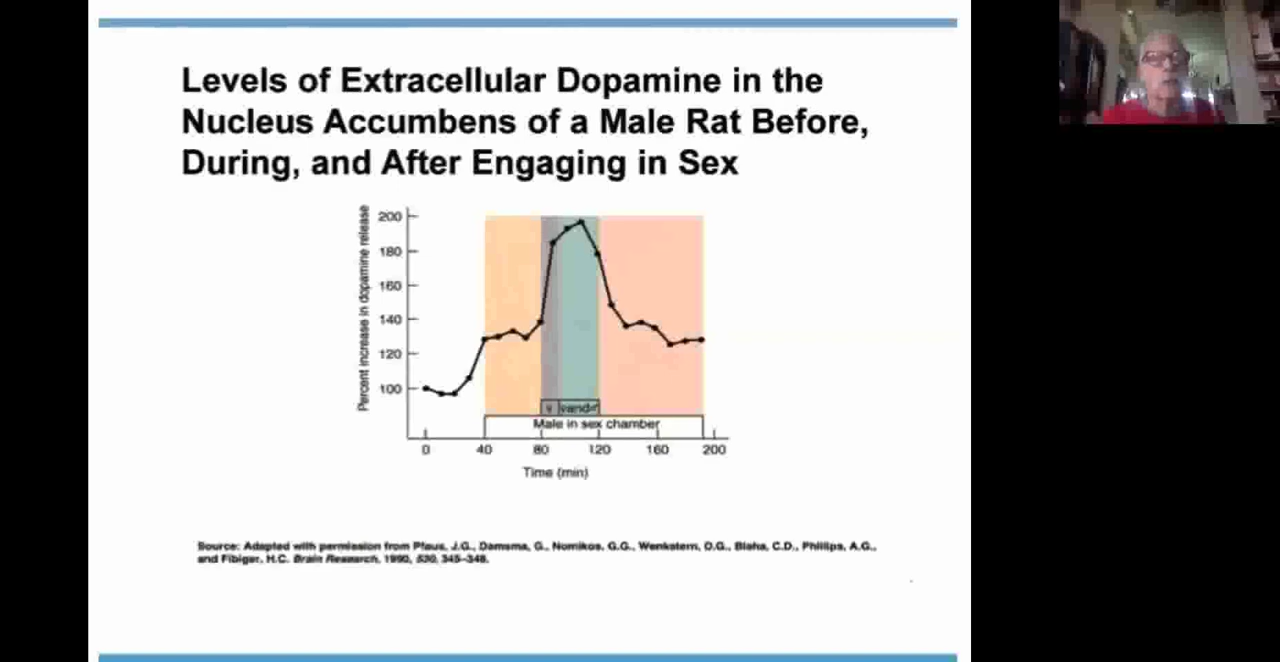 Levels of Extracellular Dopamine in the
Nucleus Accumbens of a Male Rat Before,
During, and After Engaging in Sex
Percent increase in dopamine release
200
180
160
140
120
100
Male in sex chamber
0 40 80 120 160 200
Time (min)
Source: Adapted with permission from Pfaus, J.G., Damsma, G., Nomikos, G.G., Wenkstern, D.G., Blaha, C.D., Phillips, A.G.,
and Fibiger, H.C. Brain Research, 1990, 530, 345–348.